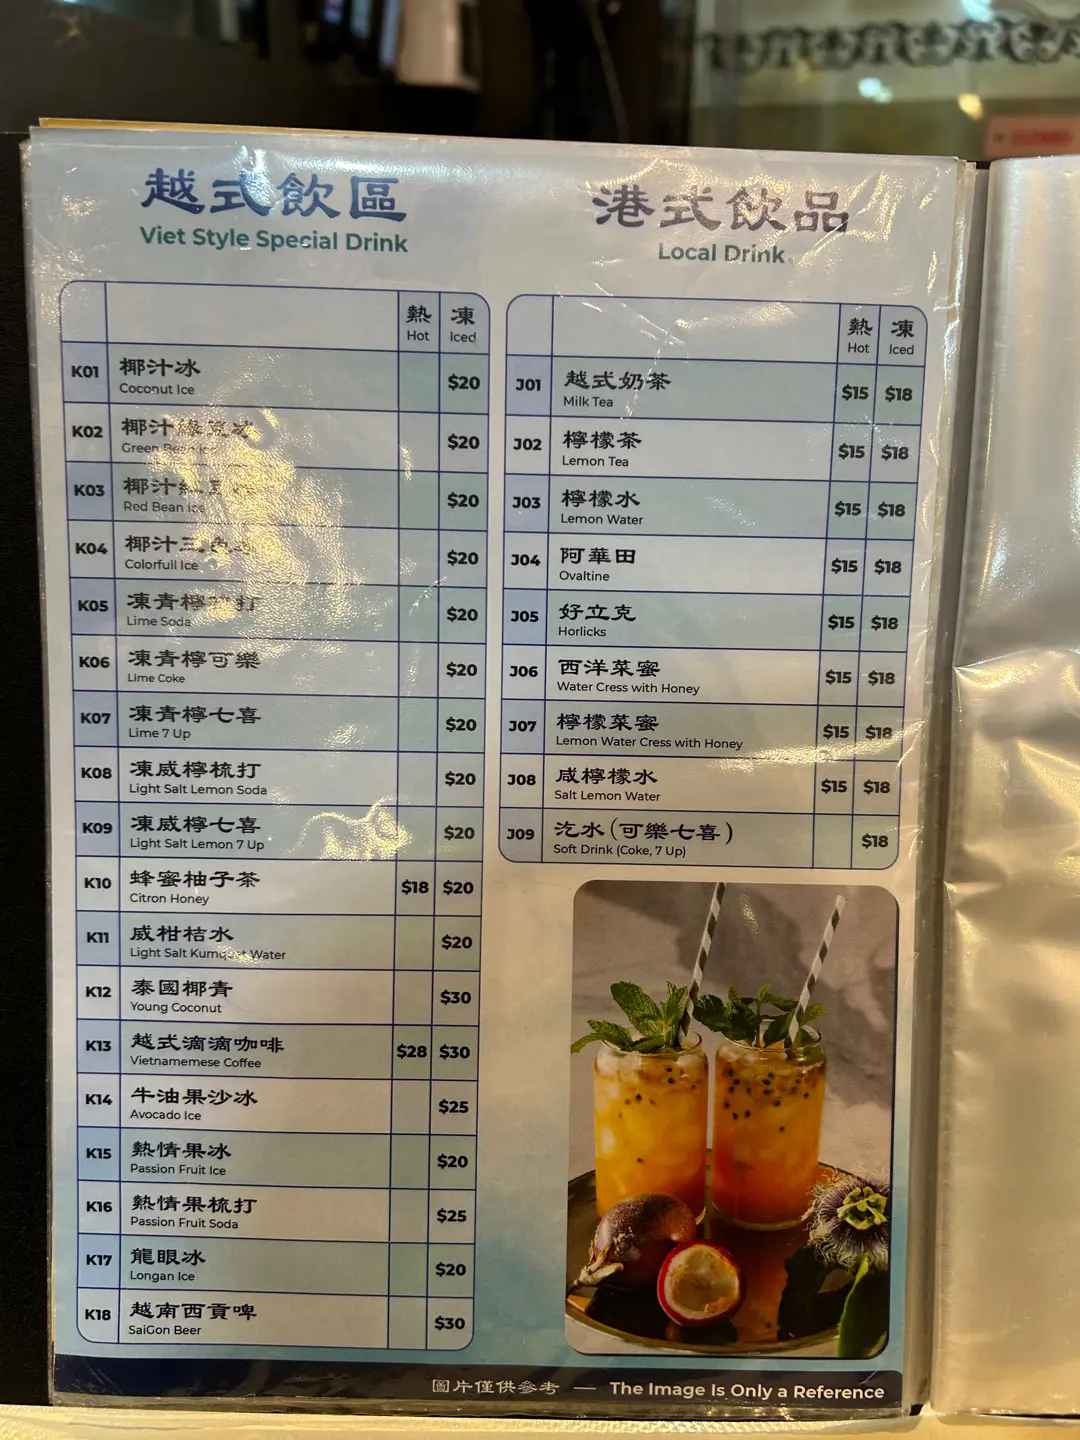 越式飲區
Viet Style Special Drink
熱 凍
Hot Iced
K01 椰汁冰 $20
Coconut Ice
K02 椰汁綠豆冰 $20
Green Bean Ice
K03 椰汁紅豆 $20
Red Bean Ice
K04 椰汁三色 $20
Colorfull Ice
K05 凍青檸梳打 $20
Lime Soda
K06 凍青檸可樂 $20
Lime Coke
K07 凍青檸七喜 $20
Lime 7 Up
K08 凍咸檸梳打 $20
Light Salt Lemon Soda
K09 凍咸檸七喜 $20
Light Salt Lemon 7 Up
K10 蜂蜜柚子茶 $18 $20
Citron Honey
K11 咸柑桔水 $20
Light Salt Kumquat Water
K12 泰國椰青 $30
Young Coconut
K13 越式滴滴咖啡 $28 $30
Vietnamemese Coffee
K14 牛油果沙冰 $25
Avocado Ice
K15 熱情果冰 $20
Passion Fruit Ice
K16 熱情果梳打 $25
Passion Fruit Soda
K17 龍眼冰 $20
Longan Ice
K18 越南西貢啤 $30
SaiGon Beer
港式飲品
Local Drink
熱 凍
Hot Iced
J01 越式奶茶 $15 $18
Milk Tea
J02 檸檬茶 $15 $18
Lemon Tea
J03 檸檬水 $15 $18
Lemon Water
J04 阿華田 $15 $18
Ovaltine
J05 好立克 $15 $18
Horlicks
J06 西洋菜蜜 $15 $18
Water Cress with Honey
J07 檸檬菜蜜 $15 $18
Lemon Water Cress with Honey
J08 咸檸檬水 $15 $18
Salt Lemon Water
J09 汽水(可樂七喜) $18
Soft Drink (Coke, 7 Up)
圖片僅供參考 — The Image Is Only a Reference